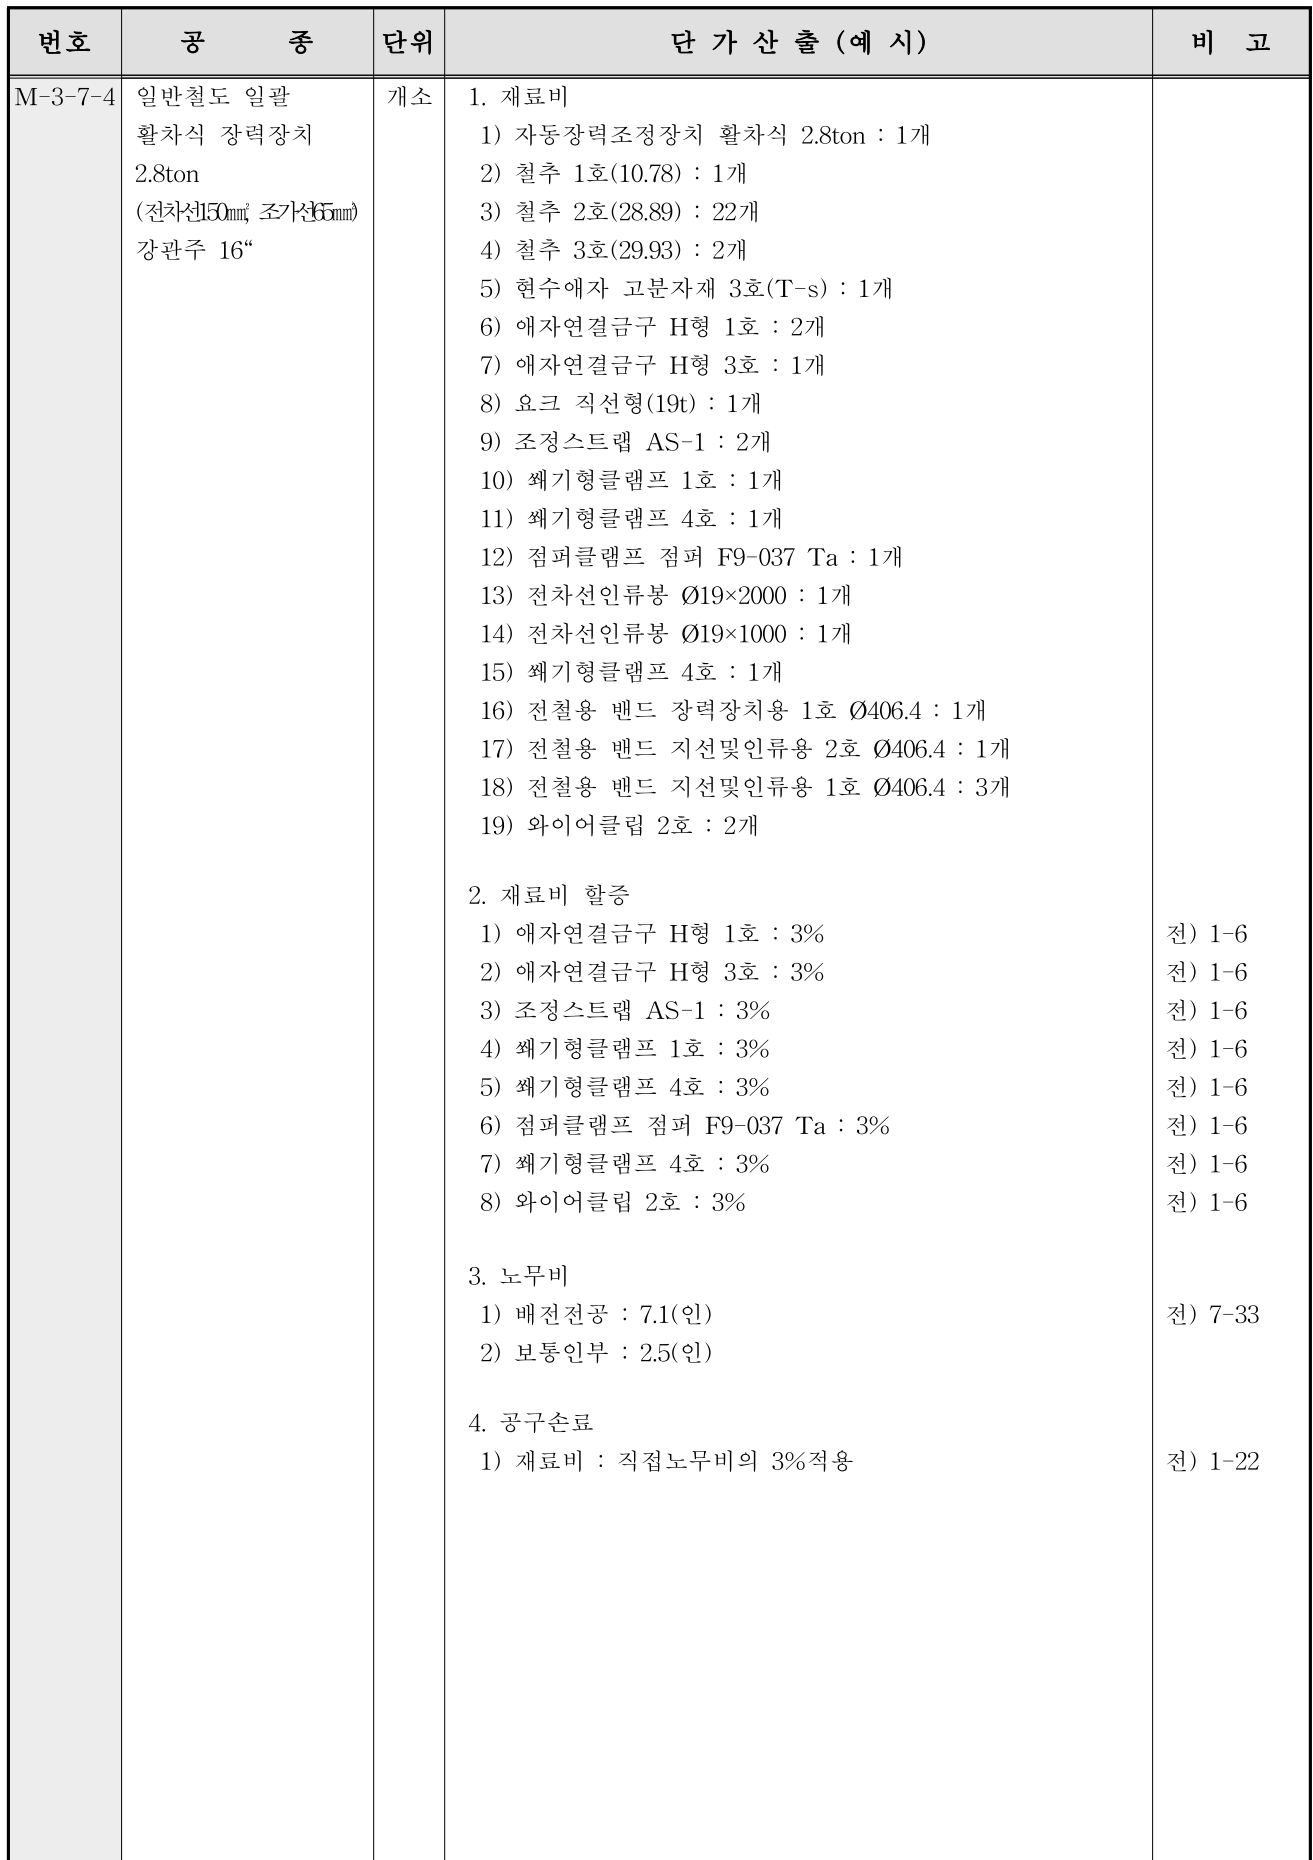 번호 공 종 단위 단 가 산 출 (예 시) 비 고
M-3-7-4 일반철도 일괄 개소 1. 재료비
활차식 장력장치 1) 자동장력조정장치 활차식 2.8ton : 1개
2.8ton 2) 철추 1호(10.78) : 1개
(전차선150㎟, 조가선65㎟) 3) 철추 2호(28.89) : 22개
강관주 16“ 4) 철추 3호(29.93) : 2개
5) 현수애자 고분자재 3호(T-s) : 1개
6) 애자연결금구 H형 1호 : 2개
7) 애자연결금구 H형 3호 : 1개
8) 요크 직선형(19t) : 1개
9) 조정스트랩 AS-1 : 2개
10) 쐐기형클램프 1호 : 1개
11) 쐐기형클램프 4호 : 1개
12) 점퍼클램프 점퍼 F9-037 Ta : 1개
13) 전차선인류봉 Ø19×2000 : 1개
14) 전차선인류봉 Ø19×1000 : 1개
15) 쐐기형클램프 4호 : 1개
16) 전철용 밴드 장력장치용 1호 Ø406.4 : 1개
17) 전철용 밴드 지선및인류용 2호 Ø406.4 : 1개
18) 전철용 밴드 지선및인류용 1호 Ø406.4 : 3개
19) 와이어클립 2호 : 2개
2. 재료비 할증
1) 애자연결금구 H형 1호 : 3% 전) 1-6
2) 애자연결금구 H형 3호 : 3% 전) 1-6
3) 조정스트랩 AS-1 : 3% 전) 1-6
4) 쐐기형클램프 1호 : 3% 전) 1-6
5) 쐐기형클램프 4호 : 3% 전) 1-6
6) 점퍼클램프 점퍼 F9-037 Ta : 3% 전) 1-6
7) 쐐기형클램프 4호 : 3% 전) 1-6
8) 와이어클립 2호 : 3% 전) 1-6
3. 노무비
1) 배전전공 : 7.1(인) 전) 7-33
2) 보통인부 : 2.5(인)
4. 공구손료
1) 재료비 : 직접노무비의 3%적용 전) 1-22